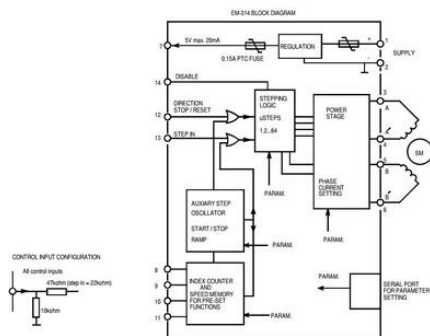 EM-314 BLOCK DIAGRAM
5V max. 20mA
7
0,15A PTC FUSE
REGULATION
+
1
SUPPLY
-
2
14
DISABLE
DIRECTION
STOP / RESET
12
13
STEP IN
STEPPING
LOGIC
uSTEPS
1.2...64
POWER
STAGE
PHASE
CURRENT
SETTING
3
A
A'
4
SM
5
B
B'
6
PARAM.
PARAM.
AUXIARY STEP
OSCILLATOR
START / STOP
RAMP
PARAM.
8
9
10
11
INDEX COUNTER
AND
SPEED MEMORY
FOR PRE-SET
FUNCTIONS
PARAM.
PARAM.
SERIAL PORT
FOR PARAMETER
SETTING
CONTROL INPUT CONFIGURATION
All control inputs
47kohm (step in = 22kohm)
10kohm